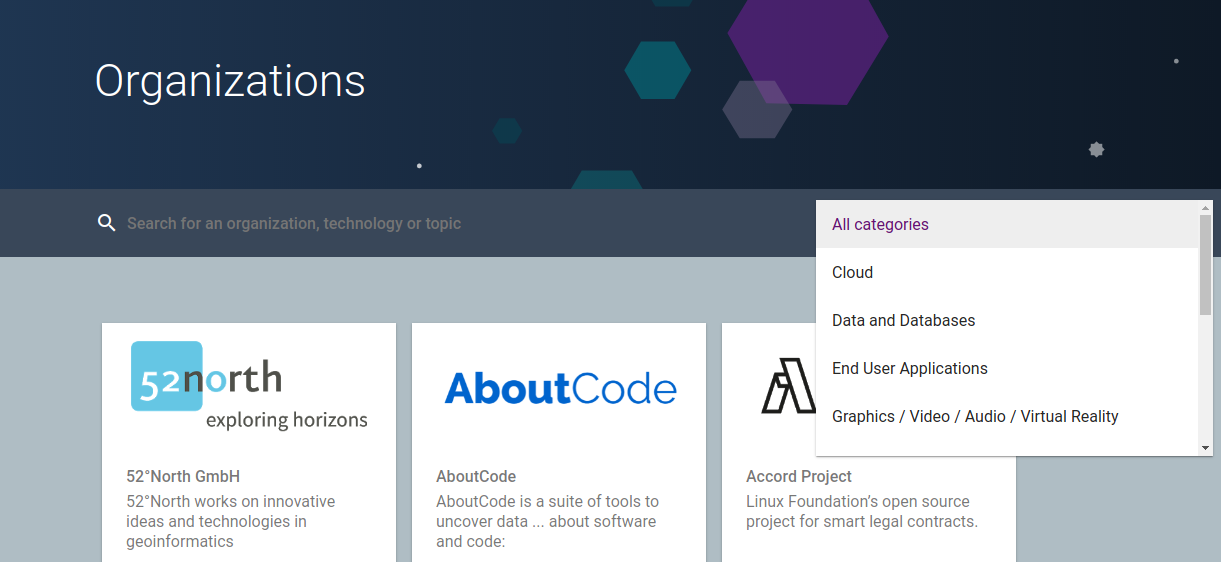 Organizations
Search for an organization, technology or topic
All categories
Cloud
Data and Databases
End User Applications
Graphics / Video / Audio / Virtual Reality
52north
exploring horizons
52°North GmbH
52°North works on innovative
ideas and technologies in
geoinformatics
AboutCode
AboutCode
AboutCode is a suite of tools to
uncover data ... about software
and code:
Accord Project
Linux Foundation’s open source
project for smart legal contracts.